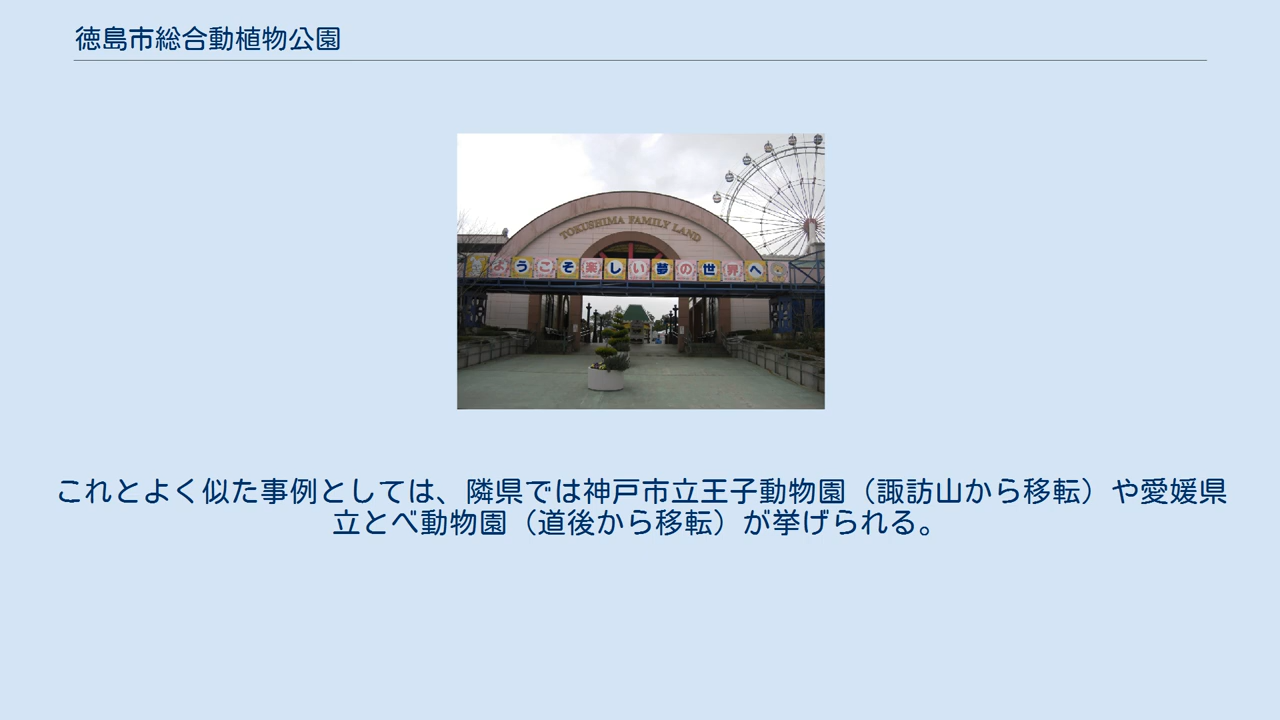 徳島市総合動植物公園
TOKUSHIMA FAMILY LAND
ようこそ楽しい夢の世界へ
これとよく似た事例としては、隣県では神戸市立王子動物園（諏訪山から移転）や愛媛県
立とべ動物園（道後から移転）が挙げられる。